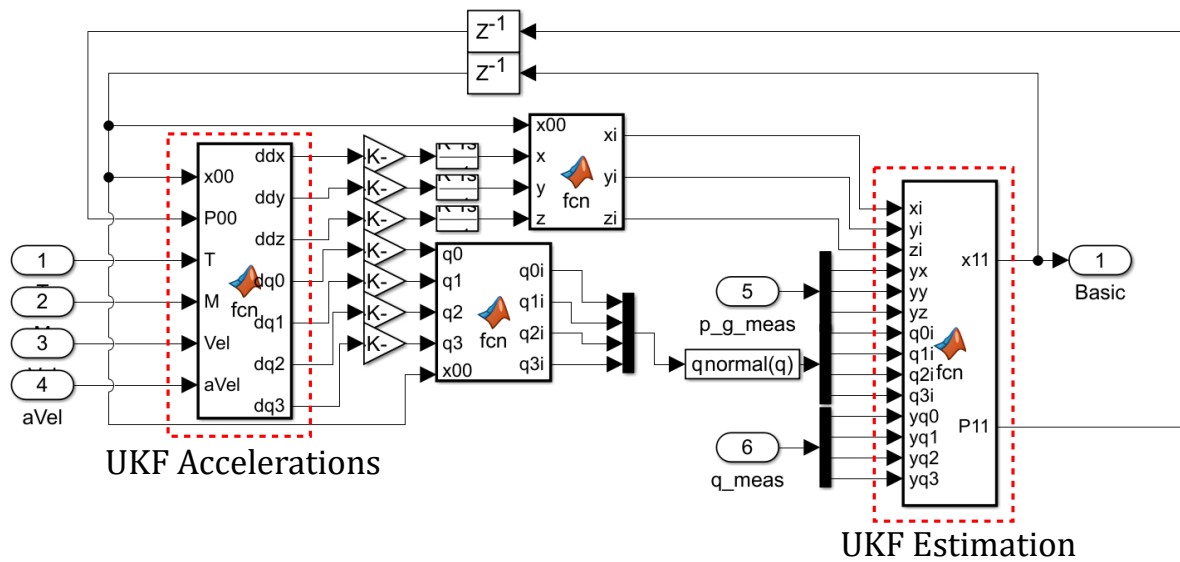 Z-1
Z-1
x00
P00
T
M
Vel
aVel
fcn
ddx
ddy
ddz
dq0
dq1
dq2
dq3
1
2
3
4
aVel
UKF Accelerations
K-
K-
K-
K-
K-
K-
K-
x00
x
y
z
fcn
xi
yi
zi
q0
q1
q2
q3
x00
fcn
q0i
q1i
q2i
q3i
5
p_g_meas
qnormal(q)
6
q_meas
xi
yi
zi
yx
yy
yz
q0i
q1i
q2i
q3i
yq0
yq1
yq2
yq3
fcn
x11
P11
1
Basic
UKF Estimation